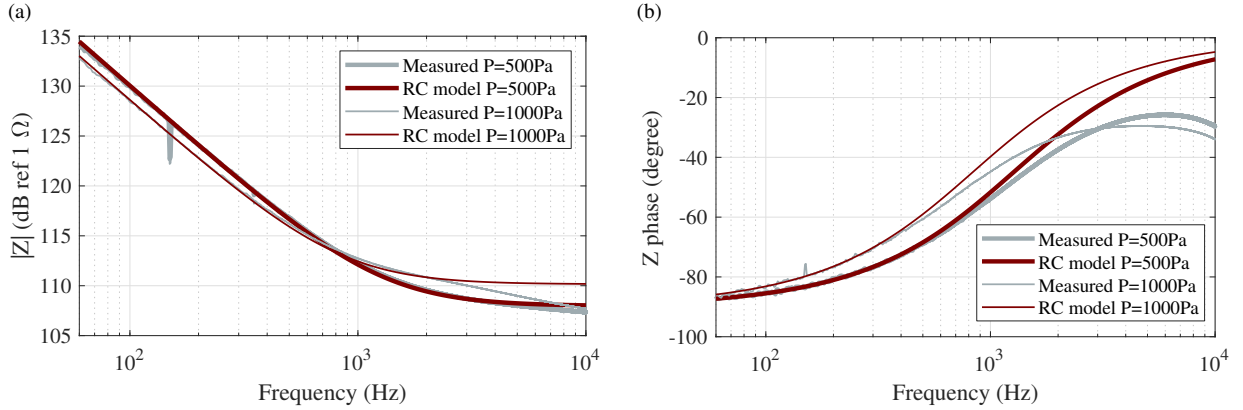 (a)
135
130
125
120
115
110
105
|Z| (dB ref 1 Ω)
10²
10³
10⁴
Frequency (Hz)
Measured P=500Pa
RC model P=500Pa
Measured P=1000Pa
RC model P=1000Pa
(b)
0
-20
-40
-60
-80
-100
Z phase (degree)
10²
10³
10⁴
Frequency (Hz)
Measured P=500Pa
RC model P=500Pa
Measured P=1000Pa
RC model P=1000Pa